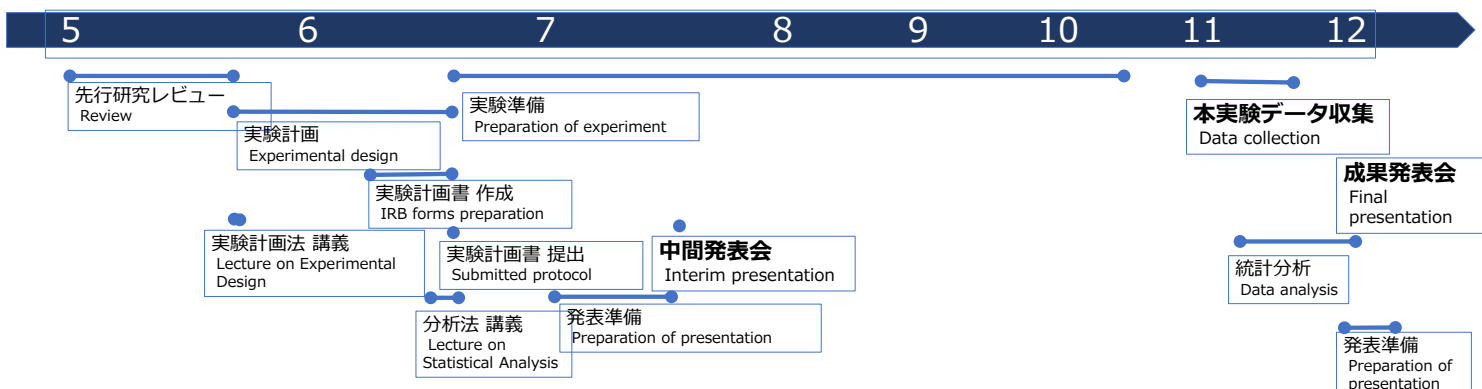 5 6 7 8 9 10 11 12
先行研究レビュー
Review
実験計画
Experimental design
実験準備
Preparation of experiment
本実験データ収集
Data collection
成果発表会
Final
presentation
実験計画書 作成
IRB forms preparation
実験計画法 講義
Lecture on Experimental
Design
実験計画書 提出
Submitted protocol
中間発表会
Interim presentation
統計分析
Data analysis
分析法 講義
Lecture on
Statistical Analysis
発表準備
Preparation of presentation
発表準備
Preparation of
presentation